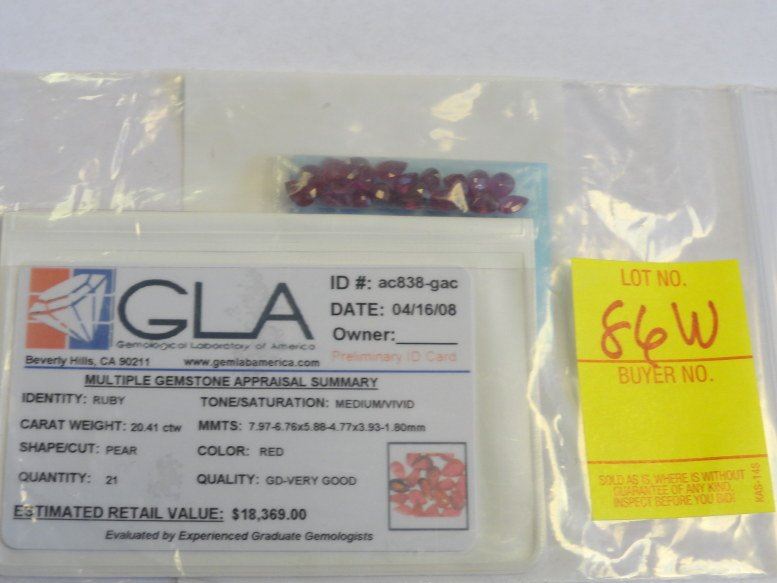 GLA
Gemological Laboratory of America
Beverly Hills, CA 90211 www.gemlabamerica.com
ID #: ac838-gac
DATE: 04/16/08
Owner:______
Preliminary ID Card
MULTIPLE GEMSTONE APPRAISAL SUMMARY
IDENTITY: RUBY TONE/SATURATION: MEDIUM/VIVID
CARAT WEIGHT: 20.41 ctw MMTS: 7.97-6.76x5.88-4.77x3.93-1.80mm
SHAPE/CUT: PEAR COLOR: RED
QUANTITY: 21 QUALITY: GD-VERY GOOD
ESTIMATED RETAIL VALUE: $18,369.00
Evaluated by Experienced Graduate Gemologists
LOT NO.
86W
BUYER NO.
SOLD AS IS, WHERE IS WITHOUT
GUARANTEE OF ANY KIND.
INSPECT BEFORE YOU BID!
KAS-14S